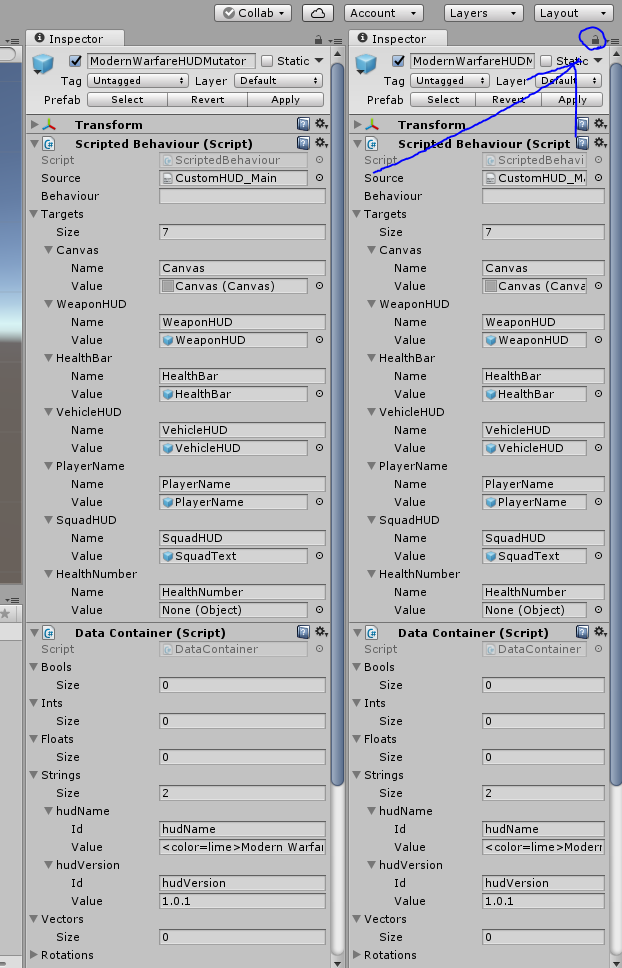 Collab Account Layers Layout
Inspector
ModernWarfareHUDMutator Static
Tag Untagged Layer Default
Prefab Select Revert Apply
Transform
Scripted Behaviour (Script)
Script ScriptedBehaviour
Source CustomHUD_Main
Behaviour
Targets
Size 7
Canvas
Name Canvas
Value Canvas (Canvas)
WeaponHUD
Name WeaponHUD
Value WeaponHUD
HealthBar
Name HealthBar
Value HealthBar
VehicleHUD
Name VehicleHUD
Value VehicleHUD
PlayerName
Name PlayerName
Value PlayerName
SquadHUD
Name SquadHUD
Value SquadText
HealthNumber
Name HealthNumber
Value None (Object)
Data Container (Script)
Script DataContainer
Bools
Size 0
Ints
Size 0
Floats
Size 0
Strings
Size 2
hudName
Id hudName
Value <color=lime>Modern Warfar
hudVersion
Id hudVersion
Value 1.0.1
Vectors
Size 0
Rotations
Inspector
ModernWarfareHUDM Static
Tag Untagged Layer Default
Prefab Select Revert Apply
Transform
Scripted Behaviour (Script
Script ScriptedBehavi
Source CustomHUD_Ma
Behaviour
Targets
Size 7
Canvas
Name Canvas
Value Canvas (Canva
WeaponHUD
Name WeaponHUD
Value WeaponHUD
HealthBar
Name HealthBar
Value HealthBar
VehicleHUD
Name VehicleHUD
Value VehicleHUD
PlayerName
Name PlayerName
Value PlayerName
SquadHUD
Name SquadHUD
Value SquadText
HealthNumber
Name HealthNumber
Value None (Object)
Data Container (Script)
Script DataContainer
Bools
Size 0
Ints
Size 0
Floats
Size 0
Strings
Size 2
hudName
Id hudName
Value <color=lime>Modern
hudVersion
Id hudVersion
Value 1.0.1
Vectors
Size 0
Rotations